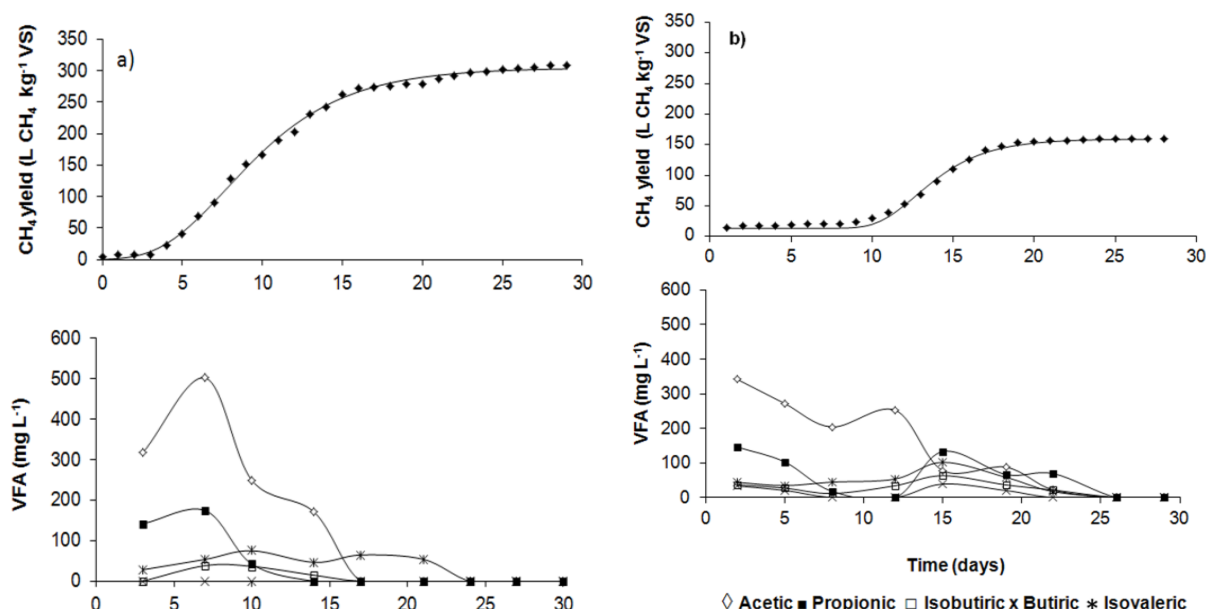 a)
CH₄ yield (L CH₄ kg⁻¹ VS)
350
300
250
200
150
100
50
0
0 5 10 15 20 25 30
VFA (mg L⁻¹)
600
500
400
300
200
100
0
0 5 10 15 20 25 30
b)
CH₄ yield (L CH₄ kg⁻¹ VS)
350
300
250
200
150
100
50
0
0 5 10 15 20 25 30
VFA (mg L⁻¹)
600
500
400
300
200
100
0
0 5 10 15 20 25 30
Time (days)
◇ Acetic ■ Propionic □ Isobutiric x Butiric ✳ Isovaleric